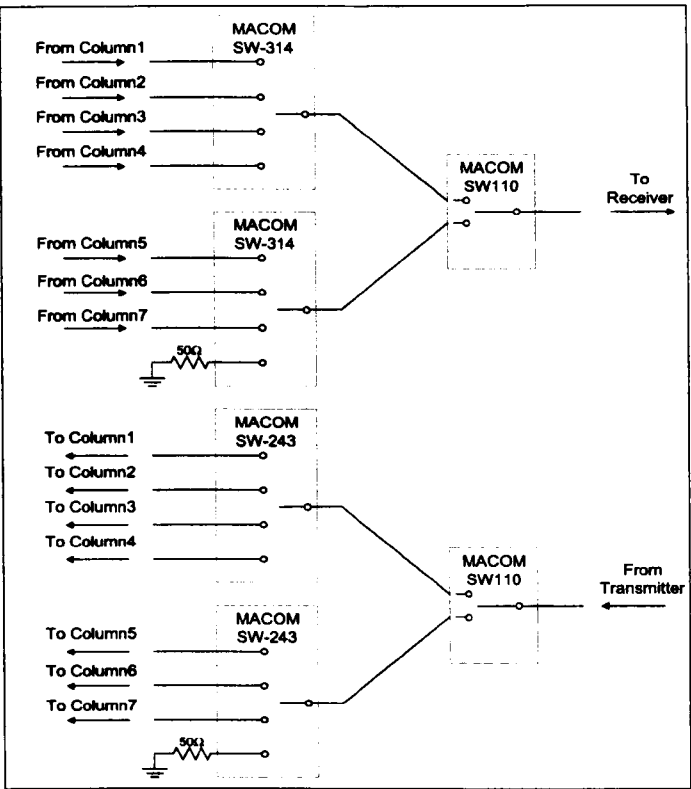 MACOM
SW-314
From Column1
From Column2
From Column3
From Column4
MACOM
SW110
To
Receiver
MACOM
SW-314
From Column5
From Column6
From Column7
50Ω
MACOM
SW-243
To Column1
To Column2
To Column3
To Column4
MACOM
SW110
From
Transmitter
MACOM
SW-243
To Column5
To Column6
To Column7
50Ω